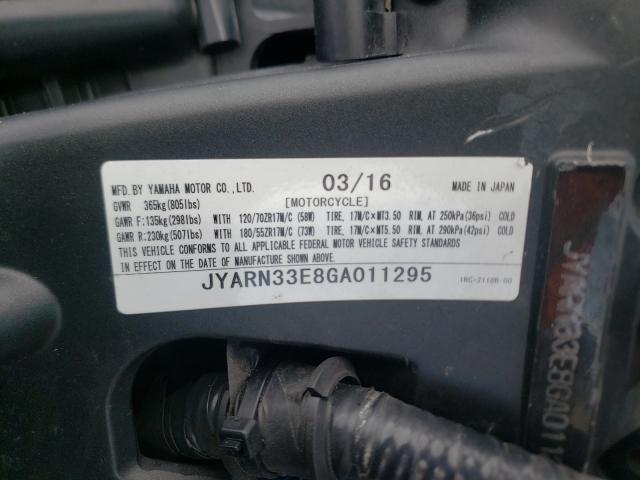 MFD.BY YAMAHA MOTOR CO.,LTD. 03/16 MADE IN JAPAN
GVWR 365kg(805lbs) [MOTORCYCLE]
GAWR F:135kg(298lbs) WITH 120/70ZR17M/C (58W) TIRE, 17M/C×MT3.50 RIM, AT 250kPa(36psi) COLD
GAWR R:230kg(507lbs) WITH 180/55ZR17M/C (73W) TIRE, 17M/C×MT5.50 RIM, AT 290kPa(42psi) COLD
THIS VEHICLE CONFORMS TO ALL APPLICABLE FEDERAL MOTOR VEHICLE SAFETY STANDARDS
IN EFFECT ON THE DATE OF MANUFACTURE SHOWN ABOVE.
JYARN33E8GA011295 1RC-2118B-00
JYARN33E8GA011